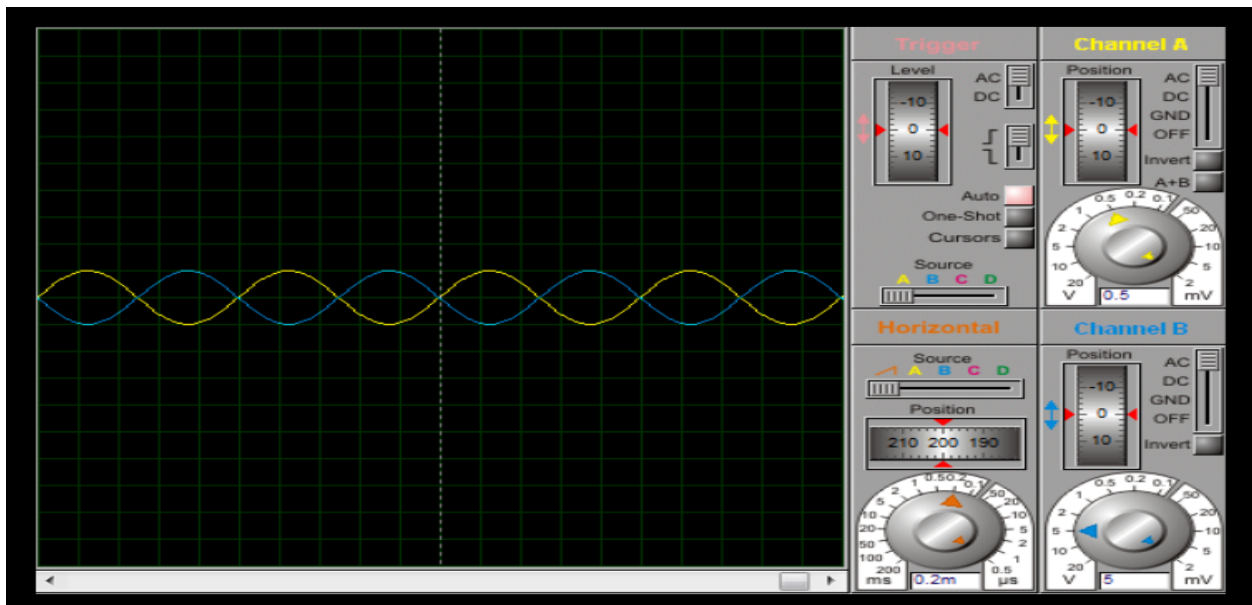 Trigger
Level
AC
DC
-10
0
10
Auto
One-Shot
Cursors
Source
A B C D
Channel A
Position
AC
DC
GND
OFF
-10
0
10
Invert
A+B
0.5 0.2 0.1
1 50
2 20
5 10
10 5
20 2
V 0.5 mV
Horizontal
Source
A B C D
Position
210 200 190
1 0.5 0.2 0.1
2 50
5 20
10 10
20 5
50 2
100 1
200 0.5
ms 0.2m µs
Channel B
Position
AC
DC
GND
OFF
-10
0
10
Invert
0.5 0.2 0.1
1 50
2 20
5 10
10 5
20 2
V 5 mV